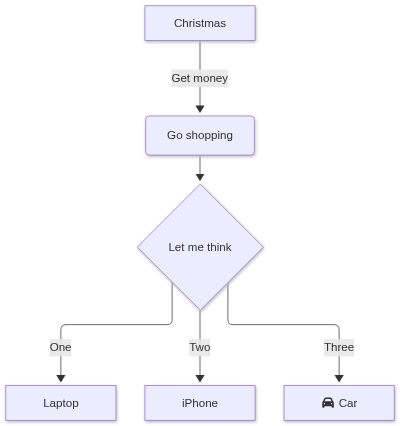 Christmas
Get money
Go shopping
Let me think
One
Two
Three
Laptop
iPhone
Car